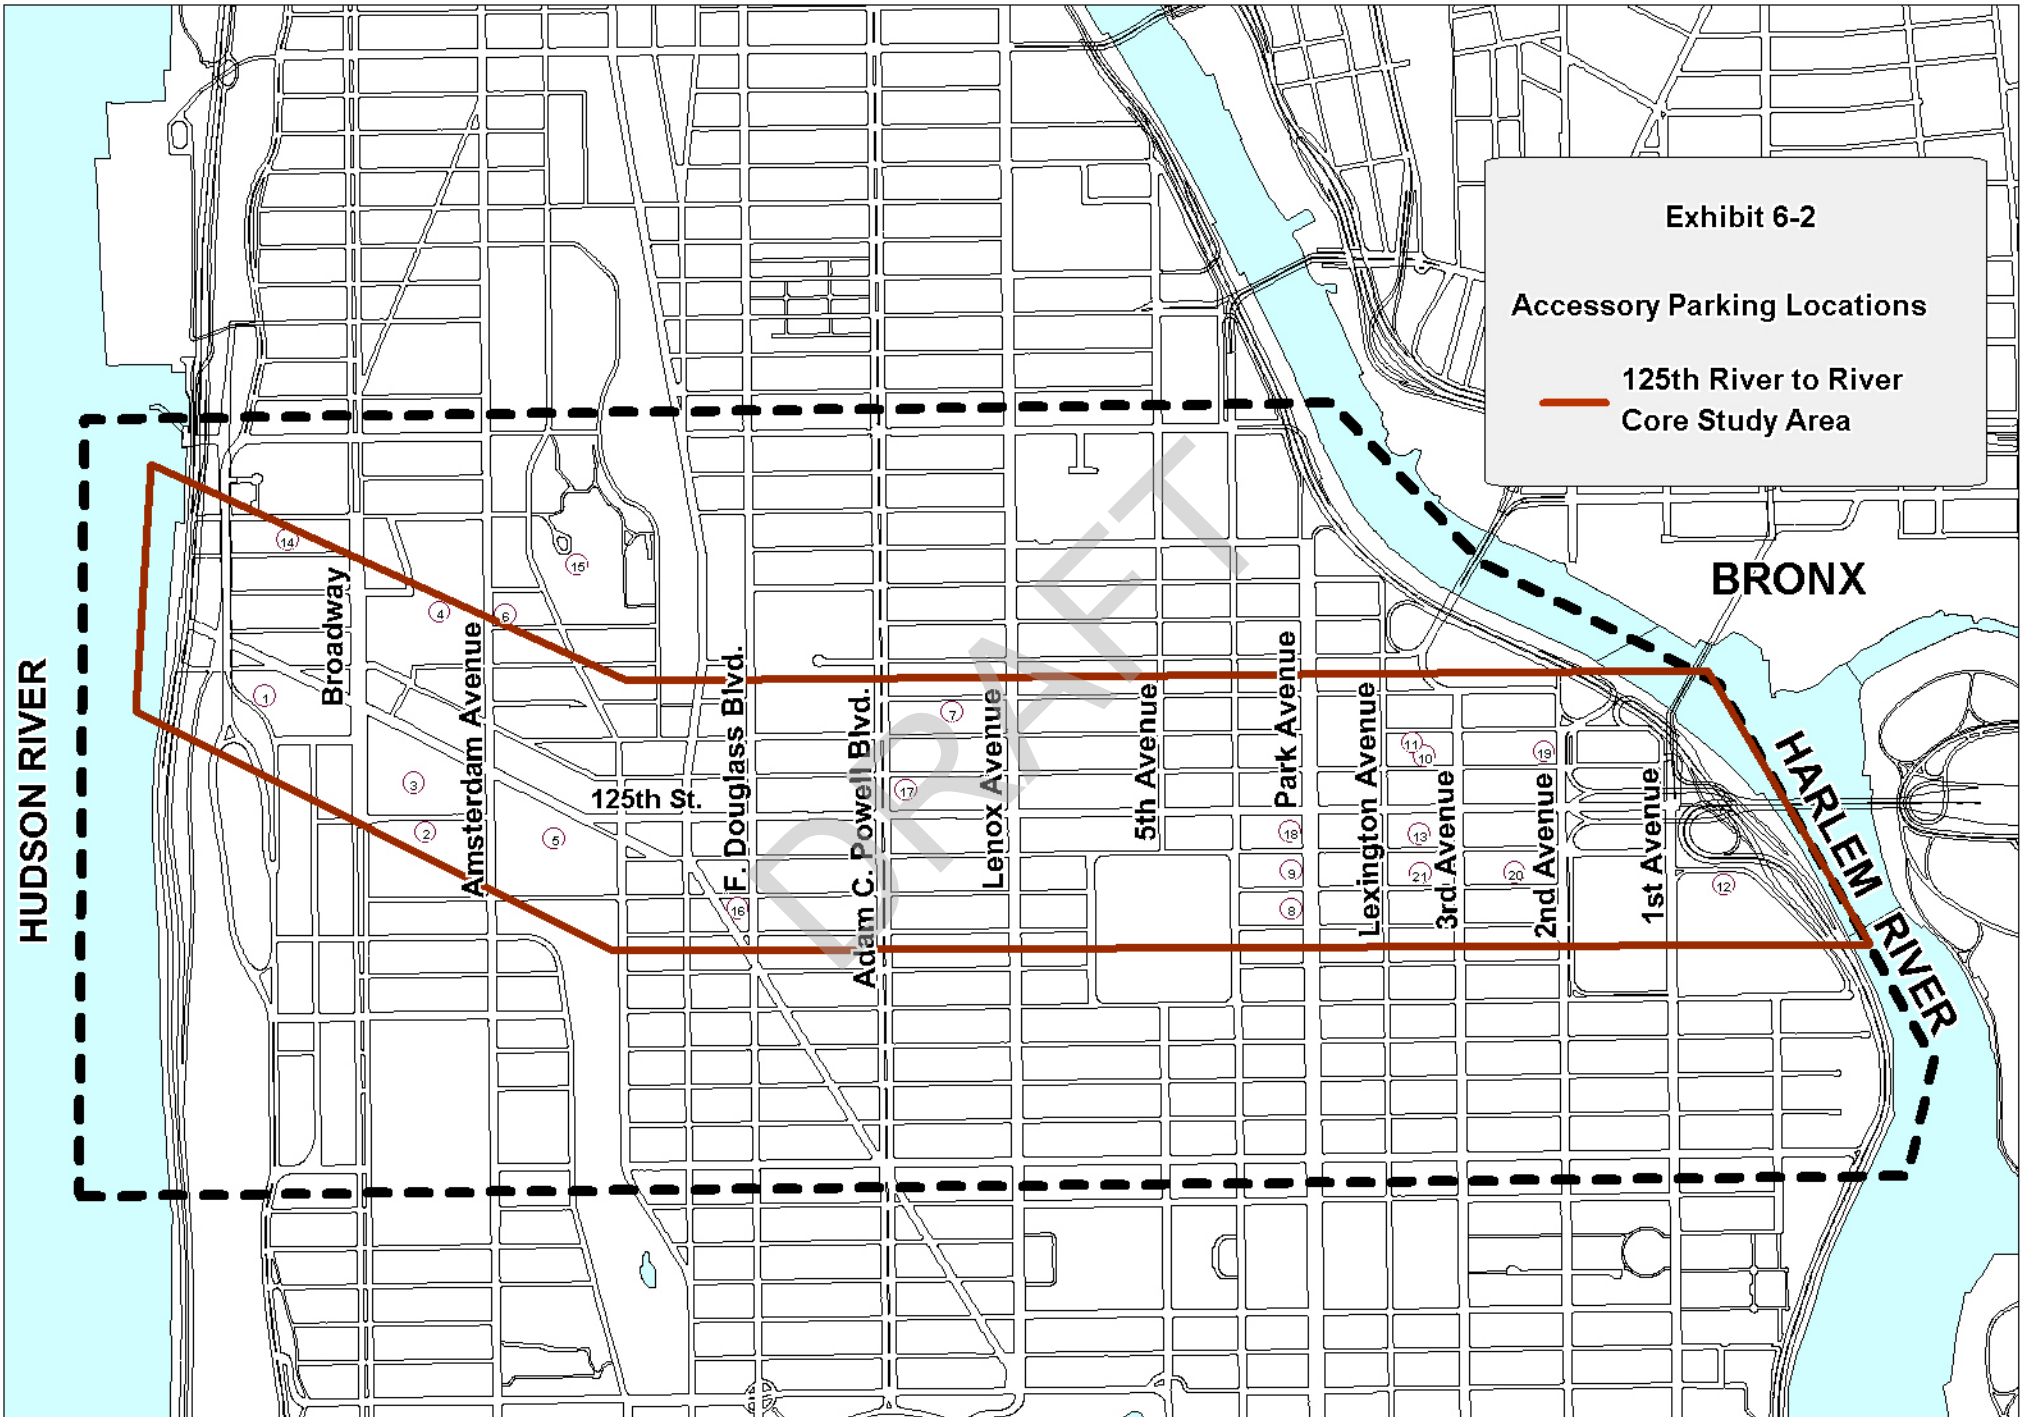 Exhibit 6-2
Accessory Parking Locations
125th River to River
Core Study Area
BRONX
HUDSON RIVER
HARLEM RIVER
Broadway
Amsterdam Avenue
125th St.
F. Douglass Blvd.
Adam C. Powell Blvd.
Lenox Avenue
5th Avenue
Park Avenue
Lexington Avenue
3rd Avenue
2nd Avenue
1st Avenue
DRAFT
14
15
4
6
1
7
11
10
19
3
17
2
5
18
13
9
21
20
12
16
8